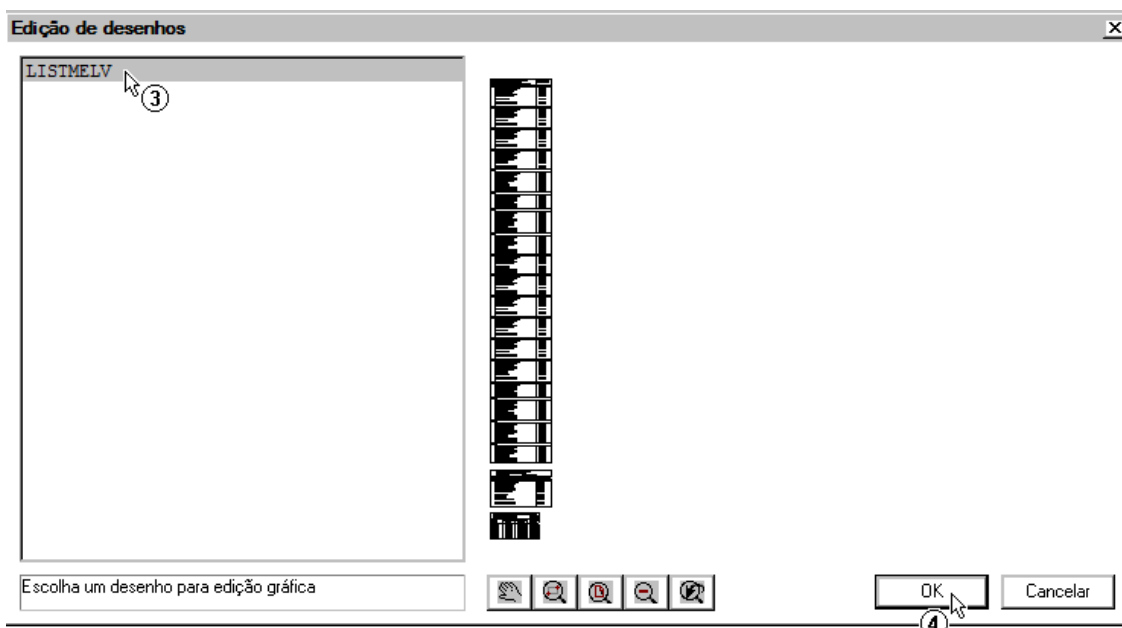 Edição de desenhos
LISTMELV
3
Escolha um desenho para edição gráfica
OK
Cancelar
4